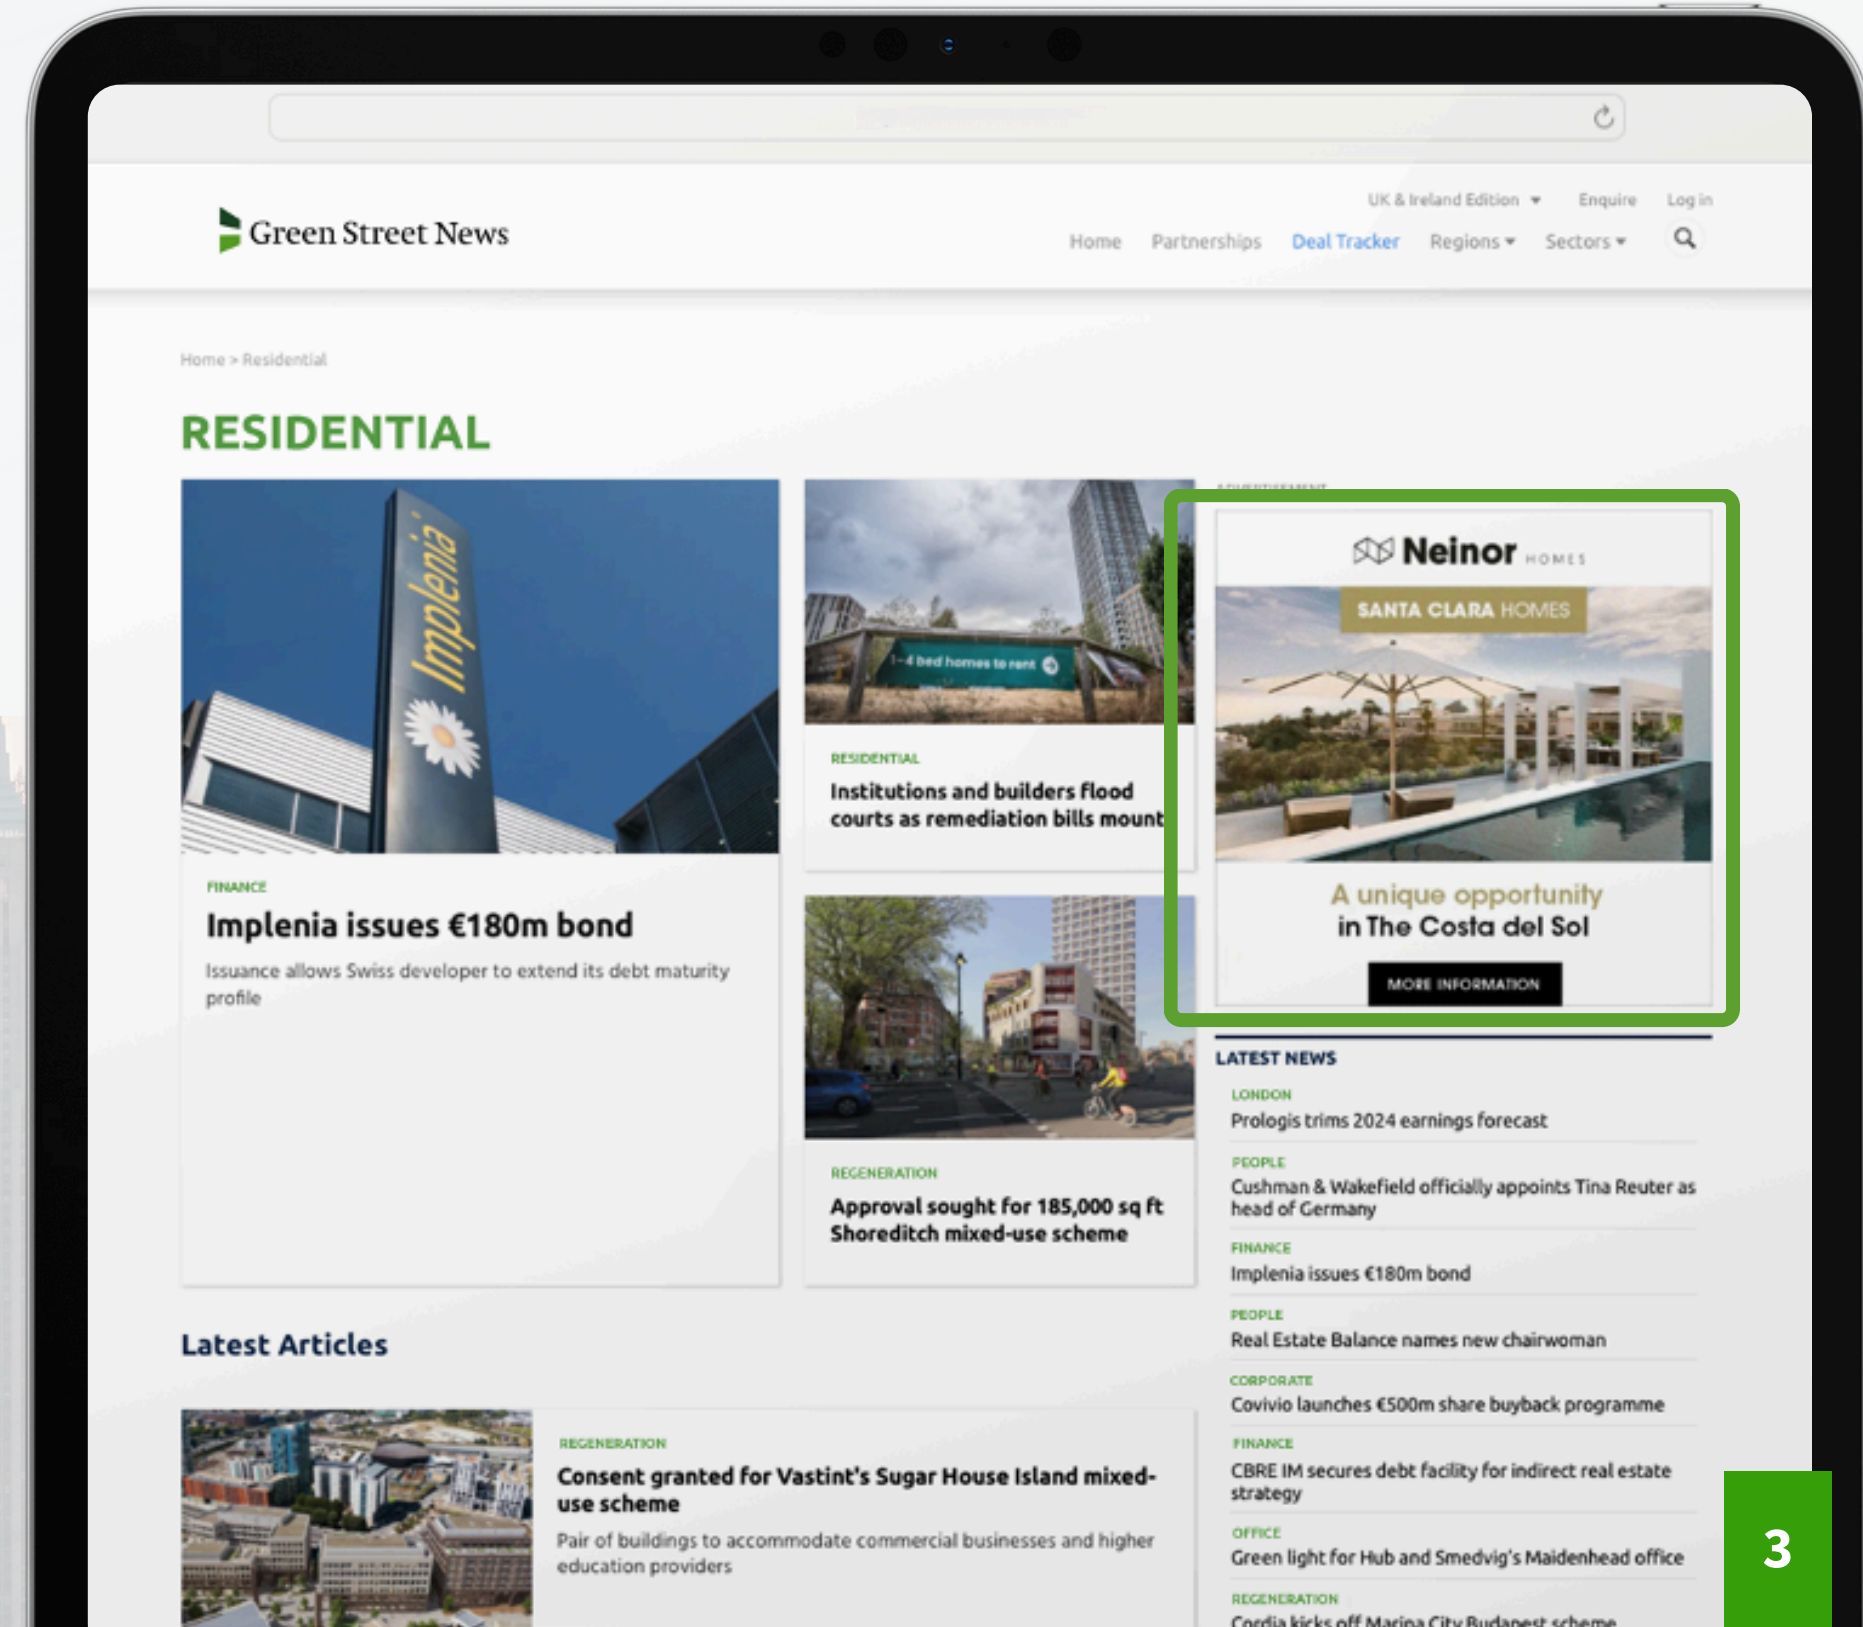 Green Street News
UK & Ireland Edition
Enquire
Log in
Home
Partnerships
Deal Tracker
Regions
Sectors
Home > Residential
RESIDENTIAL
Implenia
FINANCE
Implenia issues €180m bond
Issuance allows Swiss developer to extend its debt maturity
profile
1-4 bed homes to rent
RESIDENTIAL
Institutions and builders flood
courts as remediation bills mount
REGENERATION
Approval sought for 185,000 sq ft
Shoreditch mixed-use scheme
ADVERTISEMENT
Neinor HOMES
SANTA CLARA HOMES
A unique opportunity
in The Costa del Sol
MORE INFORMATION
LATEST NEWS
LONDON
Prologis trims 2024 earnings forecast
PEOPLE
Cushman & Wakefield officially appoints Tina Reuter as
head of Germany
FINANCE
Implenia issues €180m bond
PEOPLE
Real Estate Balance names new chairwoman
CORPORATE
Covivio launches €500m share buyback programme
FINANCE
CBRE IM secures debt facility for indirect real estate
strategy
OFFICE
Green light for Hub and Smedvig's Maidenhead office
REGENERATION
Cordia kicks off Marina City Budapest scheme
Latest Articles
REGENERATION
Consent granted for Vastint's Sugar House Island mixed-
use scheme
Pair of buildings to accommodate commercial businesses and higher
education providers
3